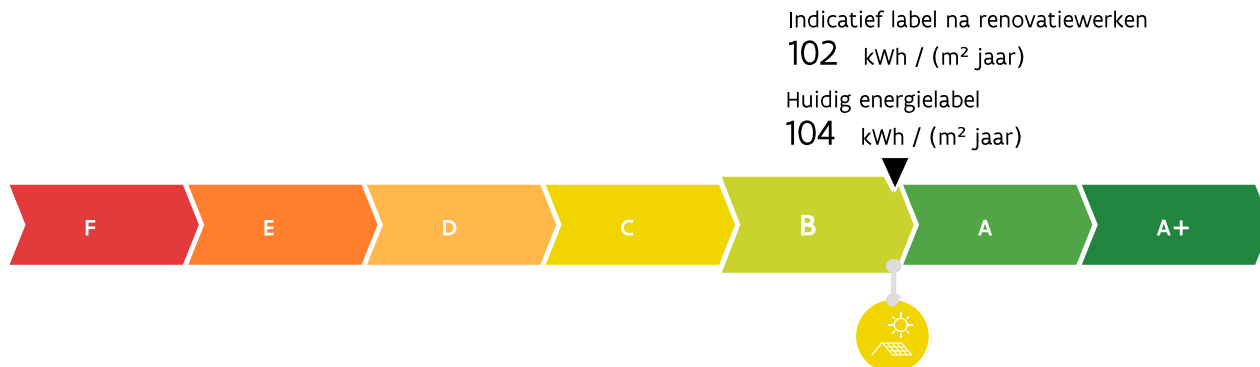 Indicatief label na renovatiewerken
102 kWh / (m² jaar)
Huidig energielabel
104 kWh / (m² jaar)
F E D C B A A+